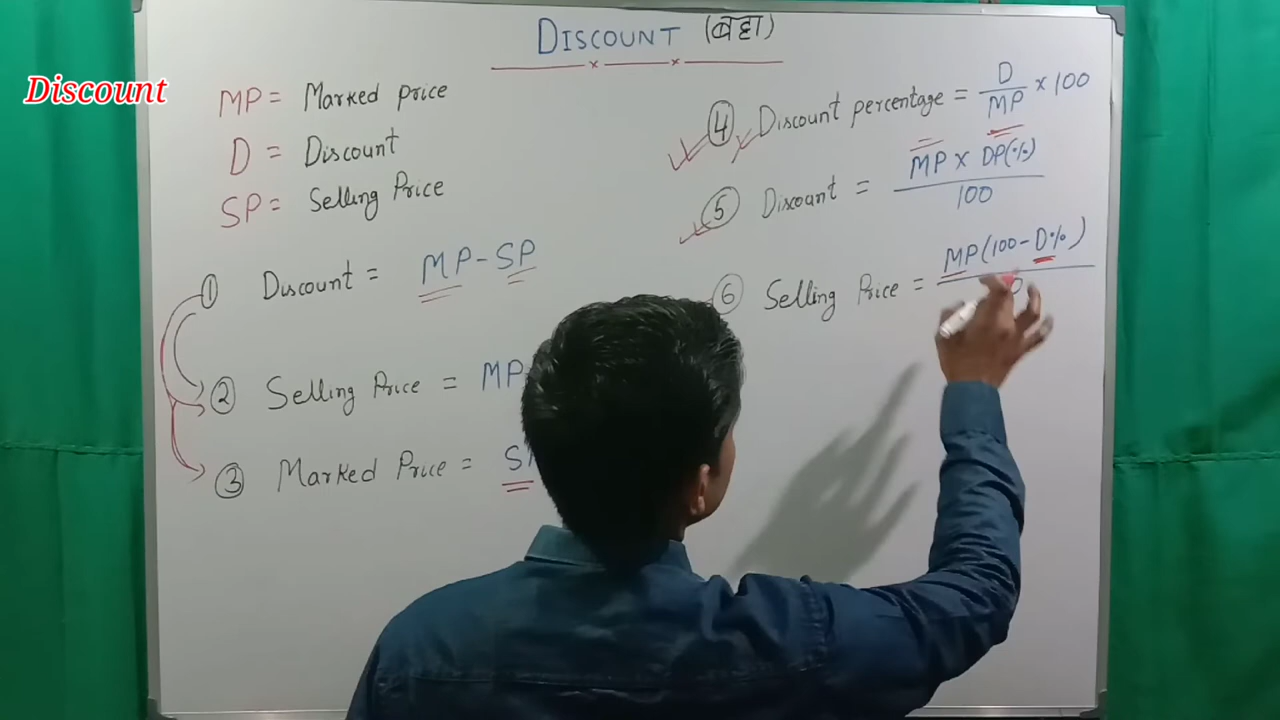 Discount
DISCOUNT (बट्टा)
MP = Marked price
D = Discount
SP = Selling Price
① Discount = MP - SP
② Selling Price = MP
③ Marked Price =
④ Discount percentage = D/MP × 100
⑤ Discount = MP × DP(%)/100
⑥ Selling Price = MP(100 - D%)